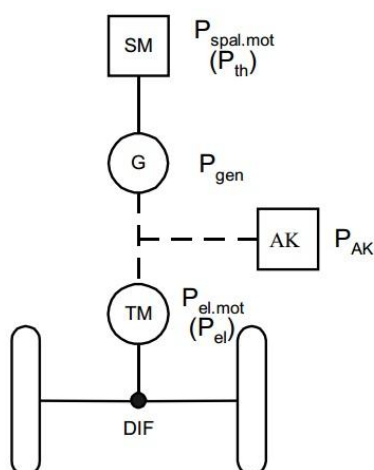 SM
P_spal.mot
(P_th)
G
P_gen
AK
P_AK
TM
P_el.mot
(P_el)
DIF